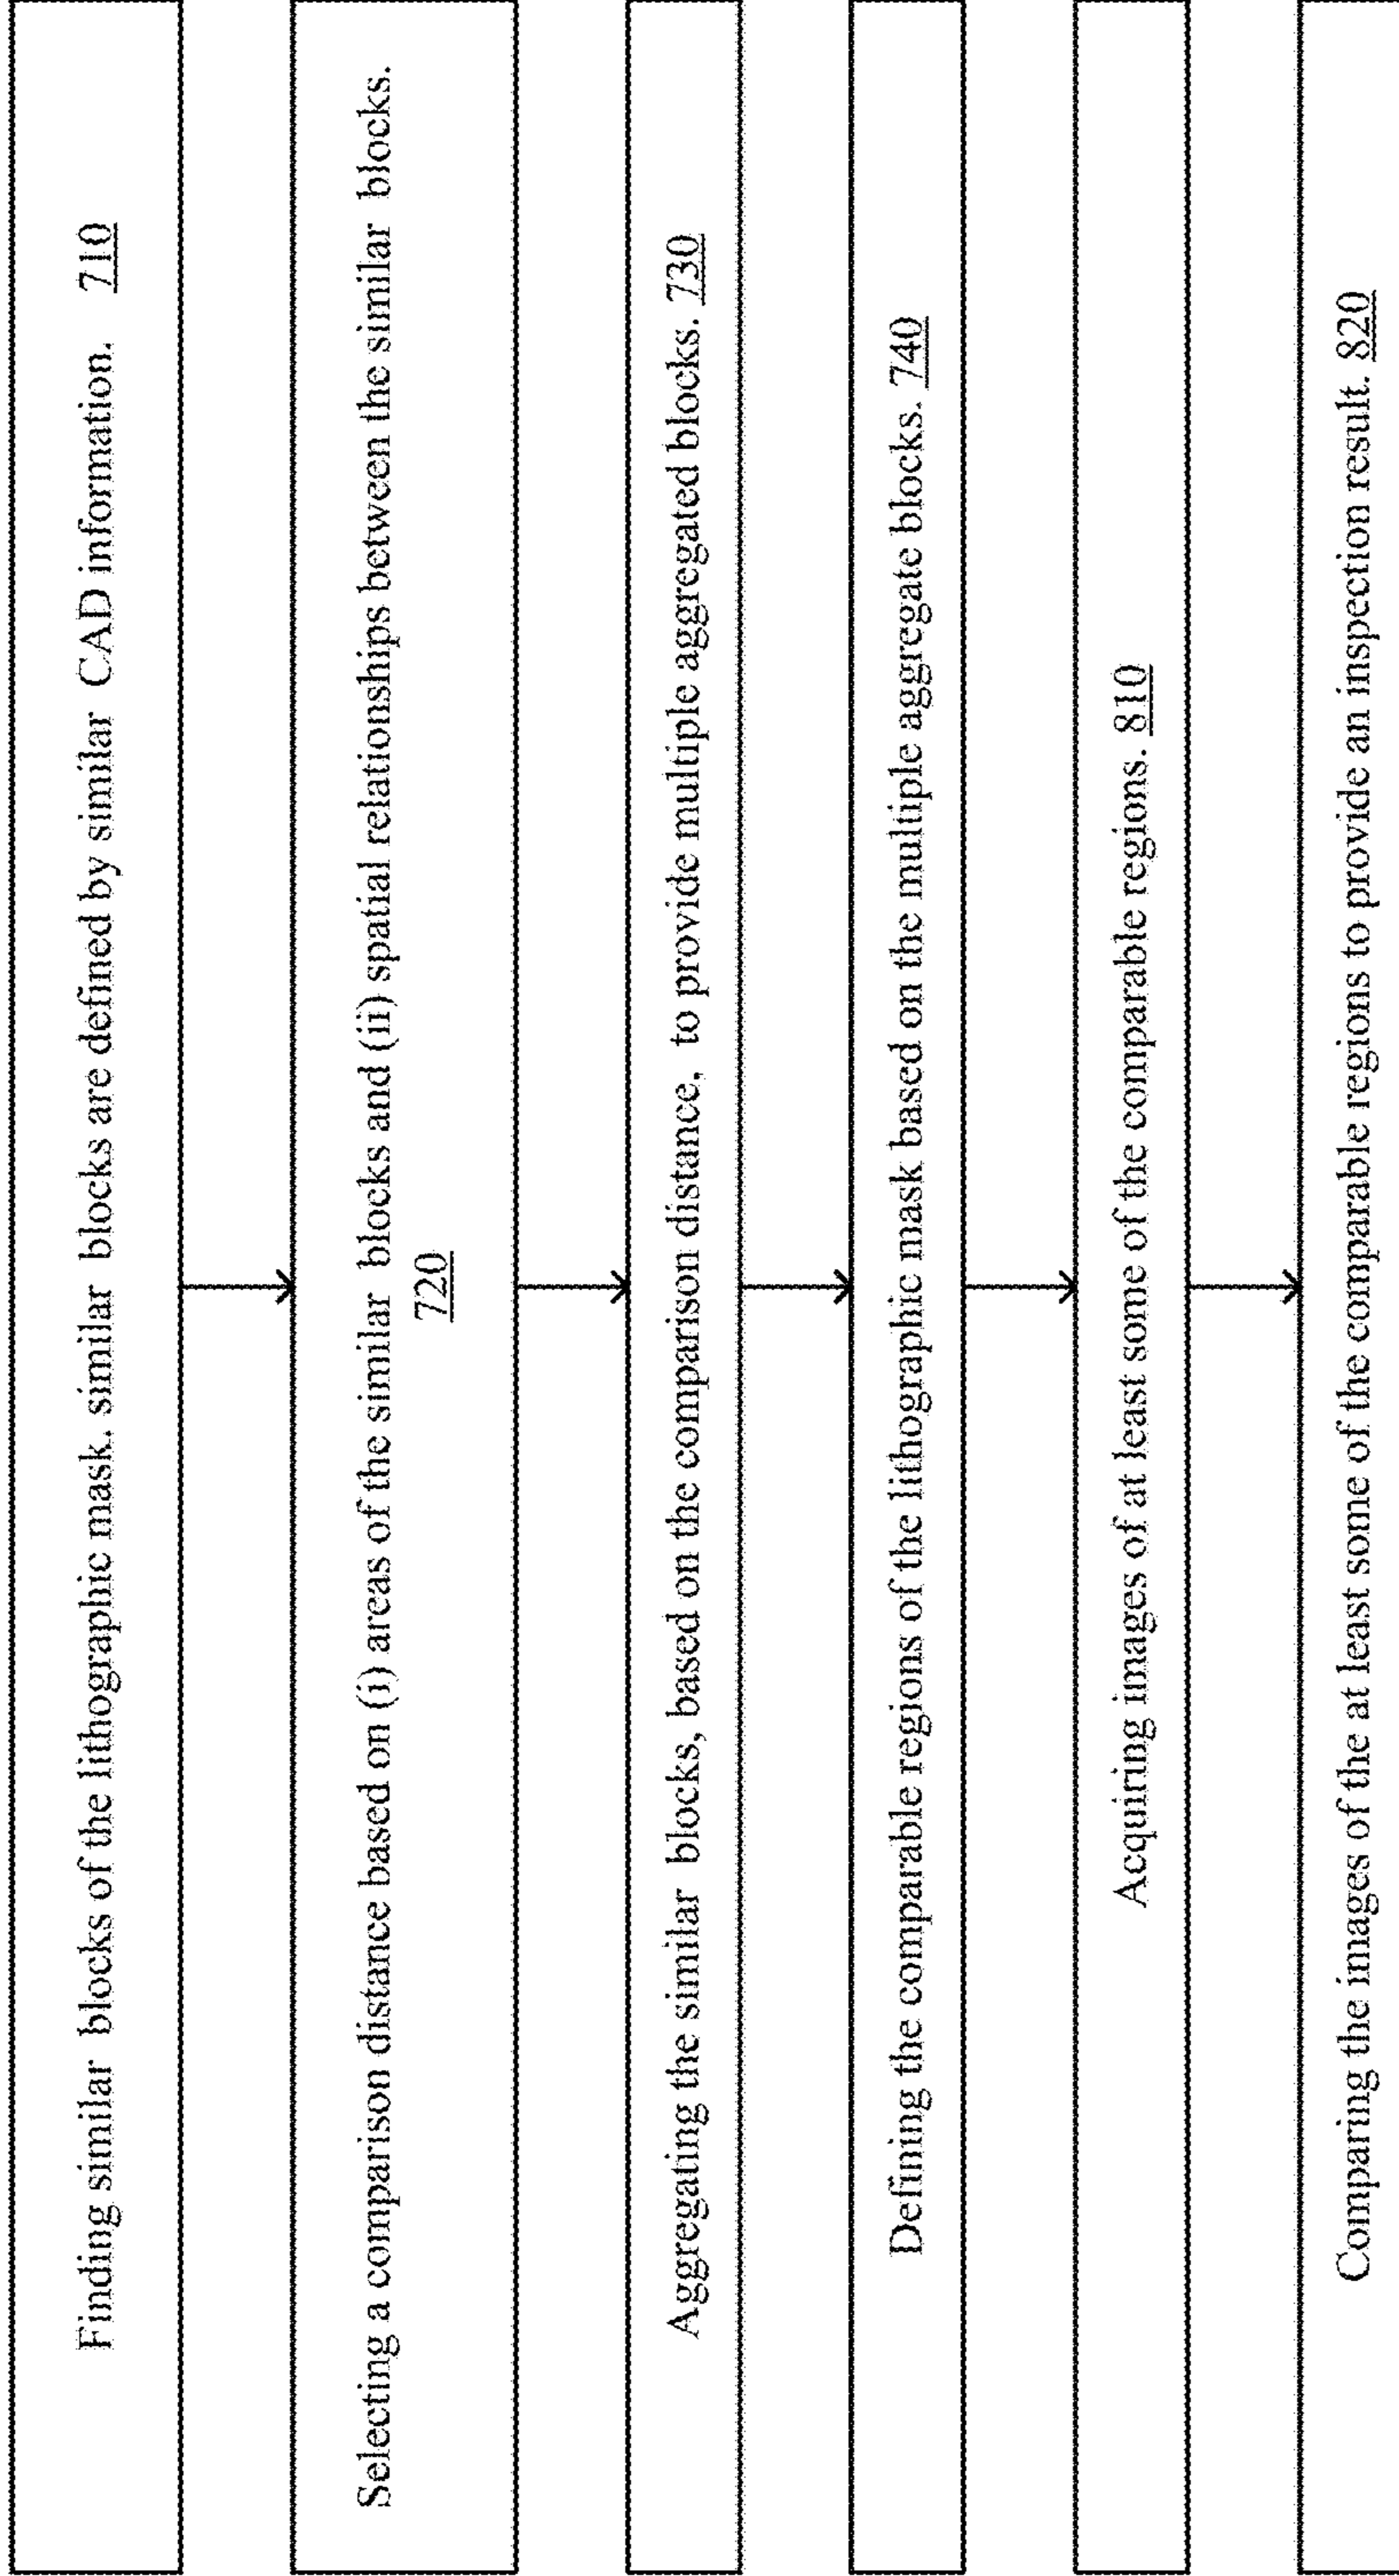 Finding similar blocks of the lithographic mask. similar blocks are defined by similar CAD information. 710
Selecting a comparison distance based on (i) areas of the similar blocks and (ii) spatial relationships between the similar blocks.
720
Aggregating the similar blocks, based on the comparison distance, to provide multiple aggregated blocks. 730
Defining the comparable regions of the lithographic mask based on the multiple aggregate blocks. 740
Acquiring images of at least some of the comparable regions. 810
Comparing the images of the at least some of the comparable regions to provide an inspection result. 820